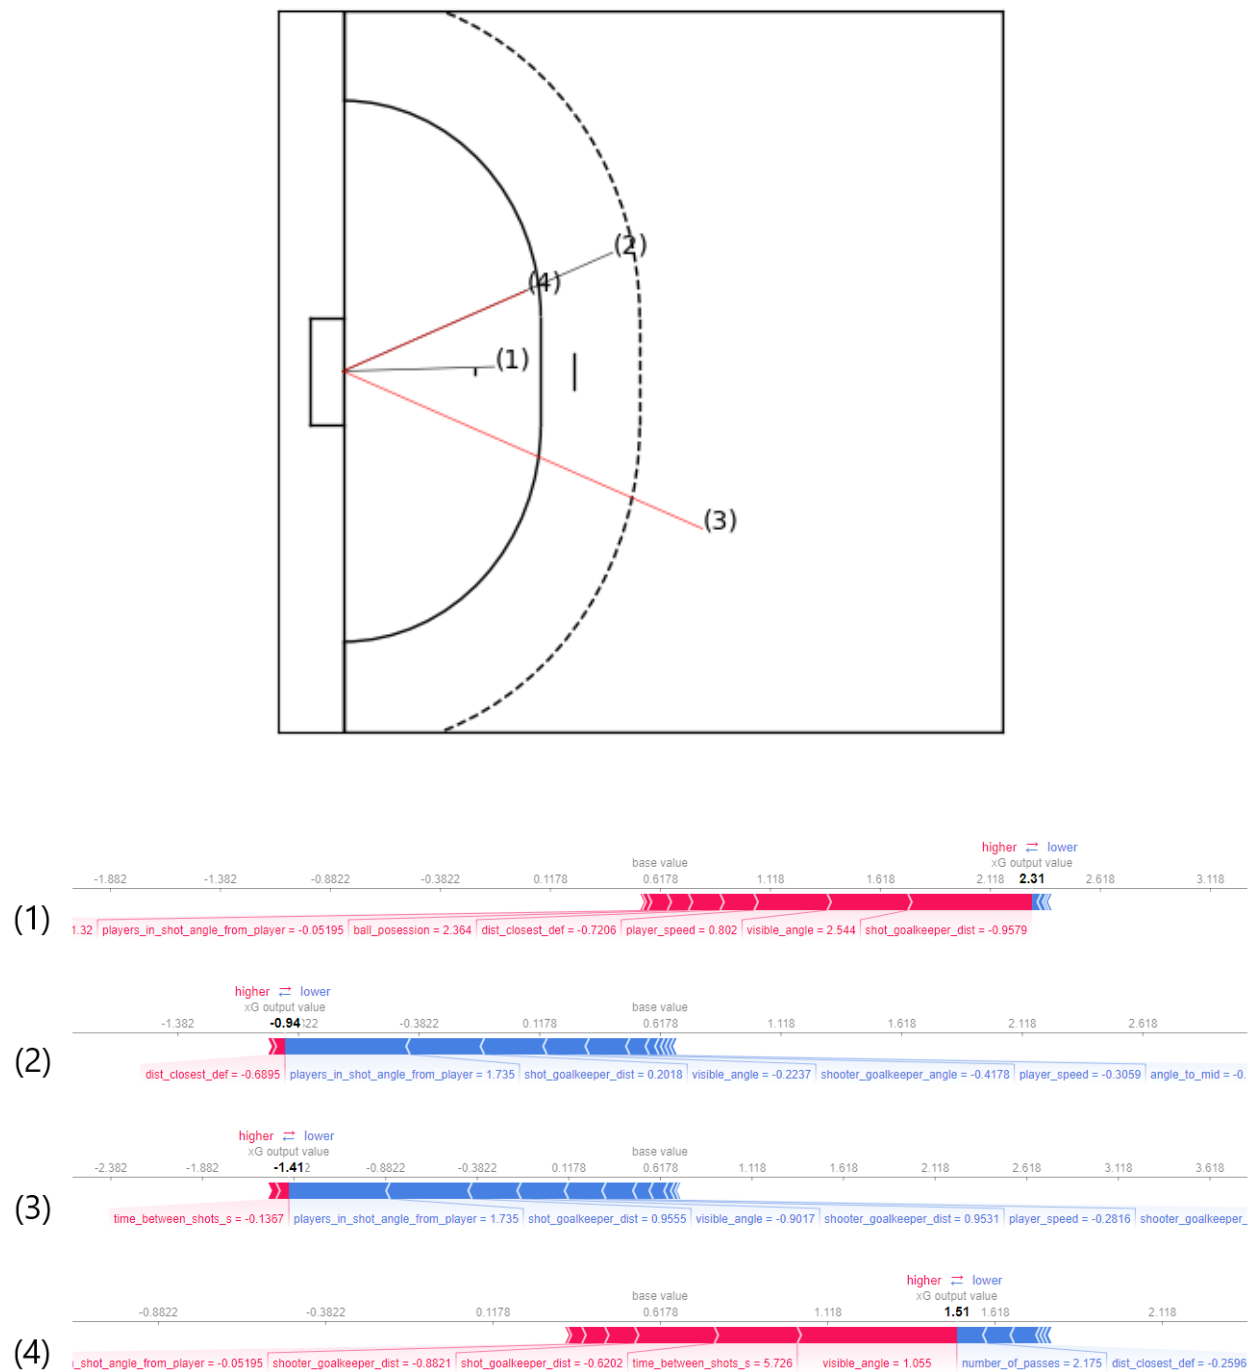 (2)
(4)
(1)
(3)
higher lower
base value xG output value
-1.882 -1.382 -0.8822 -0.3822 0.1178 0.6178 1.118 1.618 2.118 2.31 2.618 3.118
(1)
1.32 players_in_shot_angle_from_player = -0.05195 ball_posession = 2.364 dist_closest_def = -0.7206 player_speed = 0.802 visible_angle = 2.544 shot_goalkeeper_dist = -0.9579
higher lower
xG output value base value
-1.382 -0.94 -0.3822 0.1178 0.6178 1.118 1.618 2.118 2.618
(2)
dist_closest_def = -0.6895 players_in_shot_angle_from_player = 1.735 shot_goalkeeper_dist = 0.2018 visible_angle = -0.2237 shooter_goalkeeper_angle = -0.4178 player_speed = -0.3059 angle_to_mid = -0.
higher lower
xG output value base value
-2.382 -1.882 -1.41 -0.8822 -0.3822 0.1178 0.6178 1.118 1.618 2.118 2.618 3.118 3.618
(3)
time_between_shots_s = -0.1367 players_in_shot_angle_from_player = 1.735 shot_goalkeeper_dist = 0.9555 visible_angle = -0.9017 shooter_goalkeeper_dist = 0.9531 player_speed = -0.2816 shooter_goalkeeper_
higher lower
base value xG output value
-0.8822 -0.3822 0.1178 0.6178 1.118 1.51 1.618 2.118
(4)
_shot_angle_from_player = -0.05195 shooter_goalkeeper_dist = -0.8821 shot_goalkeeper_dist = -0.6202 time_between_shots_s = 5.726 visible_angle = 1.055 number_of_passes = 2.175 dist_closest_def = -0.2596